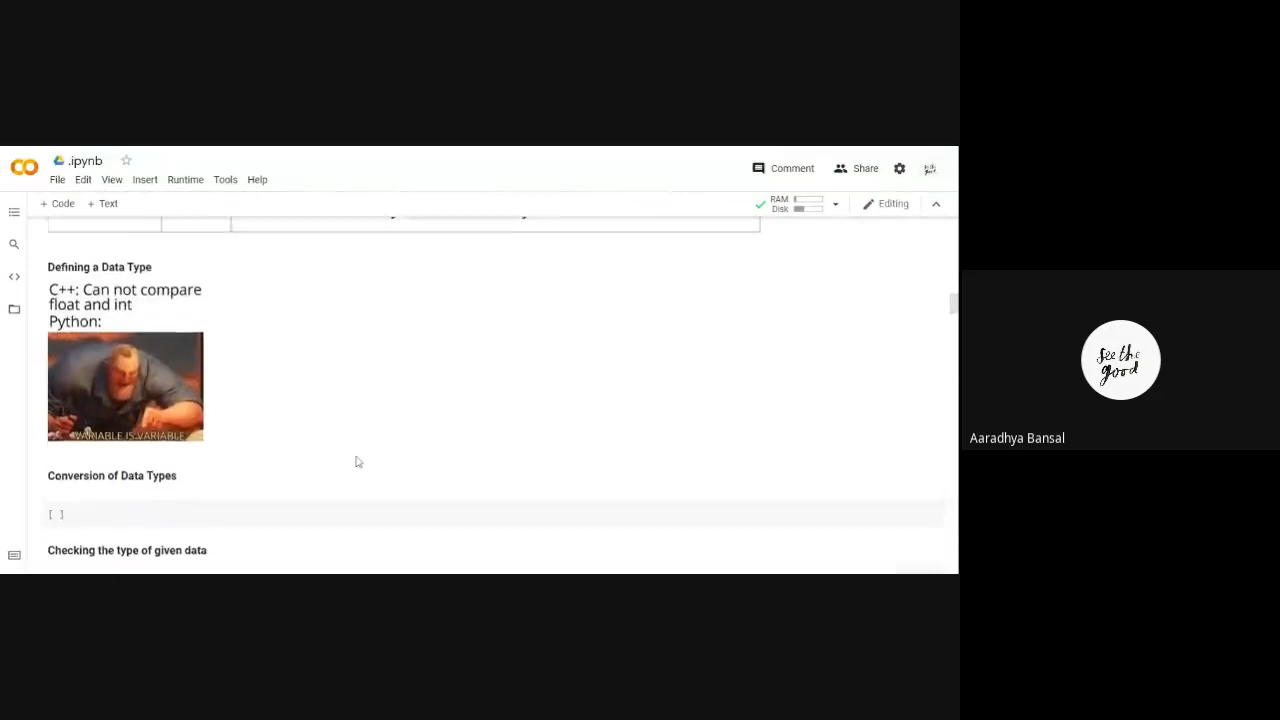 .ipynb
File Edit View Insert Runtime Tools Help
Comment Share
+ Code + Text
RAM
Disk
Editing
Defining a Data Type
C++: Can not compare
float and int
Python:
VARIABLE IS VARIABLE
Conversion of Data Types
[ ]
Checking the type of given data
see the
good
Aaradhya Bansal